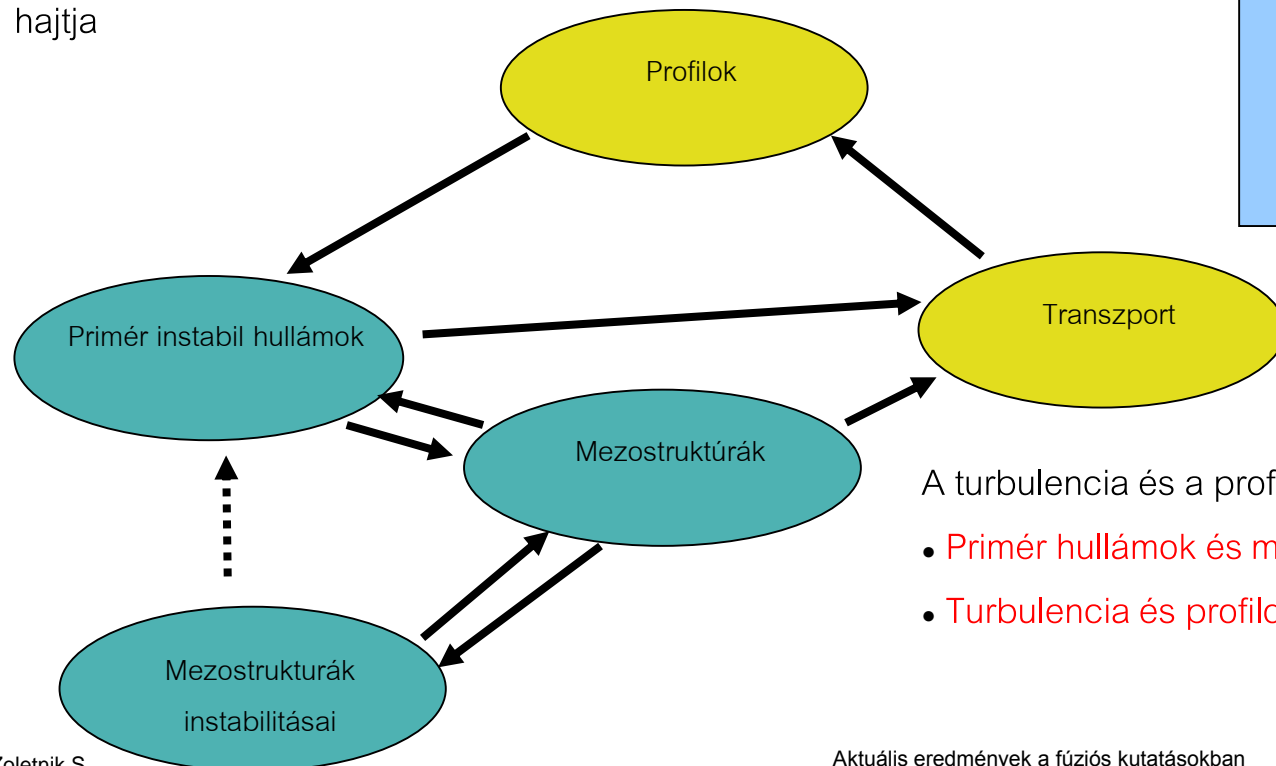 hajtja
Profilok
Transzport
Primér instabil hullámok
Mezostruktúrák
A turbulencia és a prof
• Primér hullámok és m
• Turbulencia és profilo
Mezostrukturák
instabilitásai
Zoletnik S.
Aktuális eredmények a fúziós kutatásokban